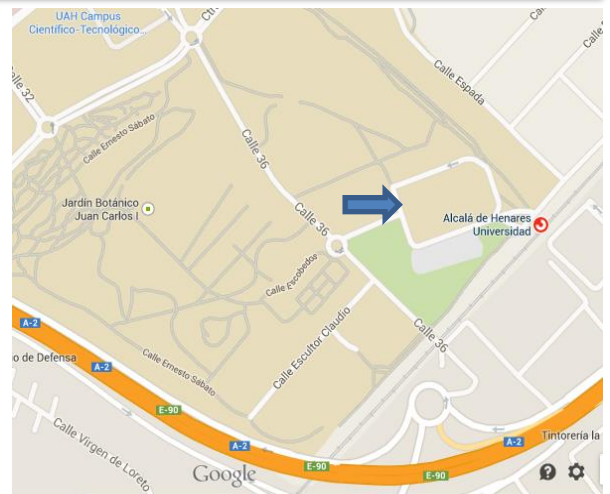 UAH Campus
Científico-Tecnológico...
Calle Espada
Calle 32
Calle Ernesto Sábato
Calle 36
Jardín Botánico
Juan Carlos I
Calle 36
Alcalá de Henares
Universidad
Calle Escobedos
A-2
Calle Escultor Claudio
Calle 36
o de Defensa
A-2
Calle Ernesto Sábato
E-90
Calle Virgen de Loreto
A-2
A-2
Tintorería la
Google
E-90
E-90